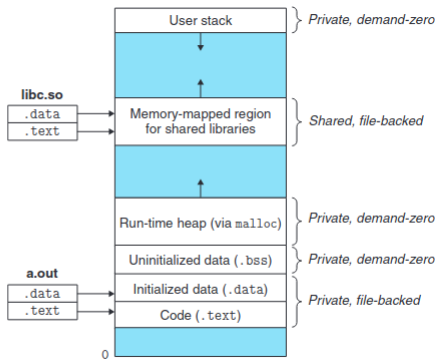 User stack
Private, demand-zero
libc.so
.data
.text
Memory-mapped region
for shared libraries
Shared, file-backed
Run-time heap (via malloc)
Private, demand-zero
Uninitialized data (.bss)
Private, demand-zero
a.out
.data
.text
Initialized data (.data)
Code (.text)
Private, file-backed
0